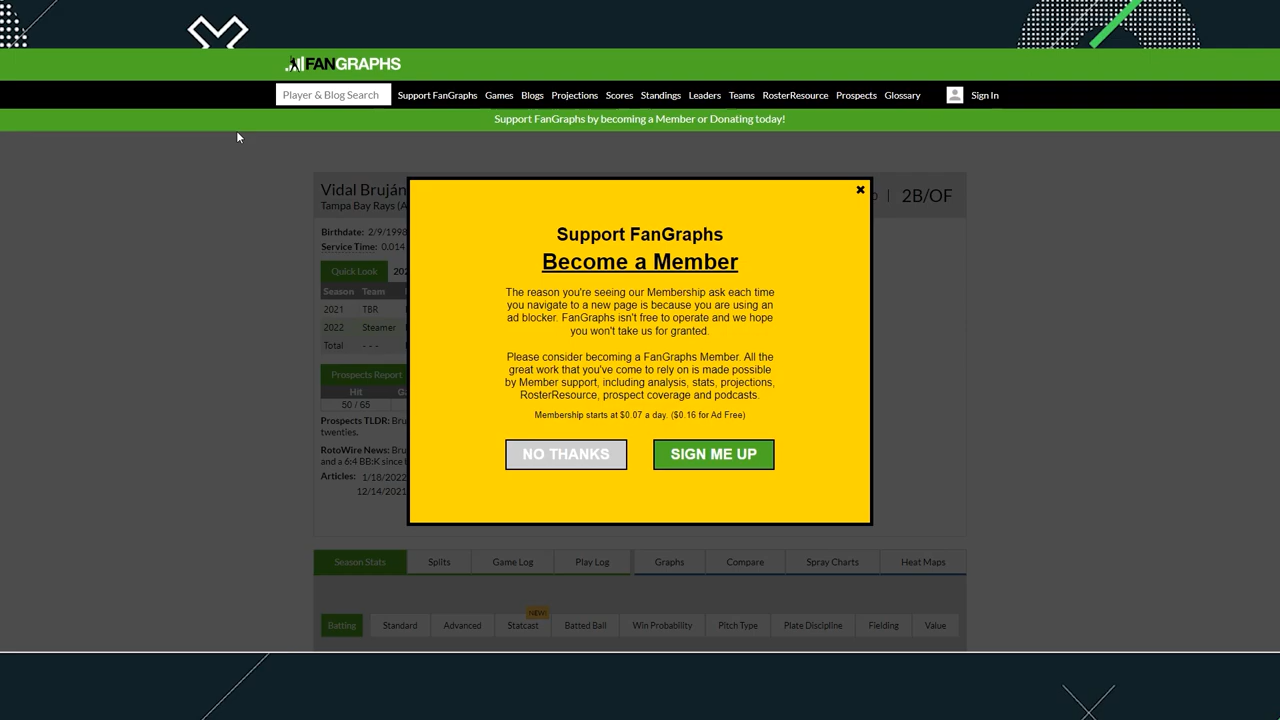 FANGRAPHS
Player & Blog Search Support FanGraphs Games Blogs Projections Scores Standings Leaders Teams RosterResource Prospects Glossary Sign In
Support FanGraphs by becoming a Member or Donating today!
Vidal Bruján 2B/OF
Tampa Bay Rays (A
Birthdate: 2/9/1998
Service Time: 0.014
Quick Look 202
Season Team
2021 TBR
2022 Steamer
Total - - -
Prospects Report
Hit Ga
50 / 65
Prospects TLDR: Bru
twenties.
RotoWire News: Bru
and a 6:4 BB:K since b
Articles: 1/18/2022
12/14/2021
Support FanGraphs
Become a Member
The reason you're seeing our Membership ask each time
you navigate to a new page is because you are using an
ad blocker. FanGraphs isn't free to operate and we hope
you won't take us for granted.
Please consider becoming a FanGraphs Member. All the
great work that you've come to rely on is made possible
by Member support, including analysis, stats, projections,
RosterResource, prospect coverage and podcasts.
Membership starts at $0.07 a day. ($0.16 for Ad Free)
NO THANKS SIGN ME UP
Season Stats Splits Game Log Play Log Graphs Compare Spray Charts Heat Maps
NEW!
Batting Standard Advanced Statcast Batted Ball Win Probability Pitch Type Plate Discipline Fielding Value